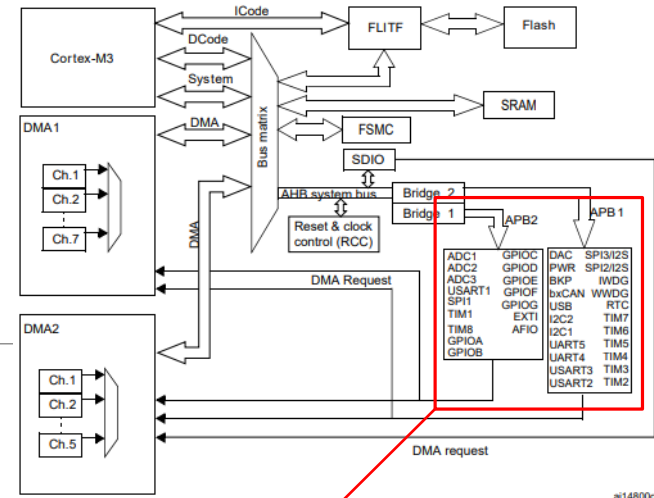 ICode
FLITF
Flash
DCode
Cortex-M3
System
Bus matrix
SRAM
DMA1
DMA
FSMC
SDIO
Ch.1
Ch.2
Ch.7
AHB system bus
Bridge 2
Bridge 1
APB2
APB1
Reset & clock
control (RCC)
DMA
DMA Request
ADC1 GPIOC
ADC2 GPIOD
ADC3 GPIOE
USART1 GPIOF
SPI1 GPIOG
TIM1 EXTI
TIM8 AFIO
GPIOA
GPIOB
DAC SPI3/I2S
PWR SPI2/I2S
BKP IWDG
bxCAN WWDG
USB RTC
I2C2 TIM7
I2C1 TIM6
UART5 TIM5
UART4 TIM4
USART3 TIM3
USART2 TIM2
DMA2
Ch.1
Ch.2
Ch.5
DMA request